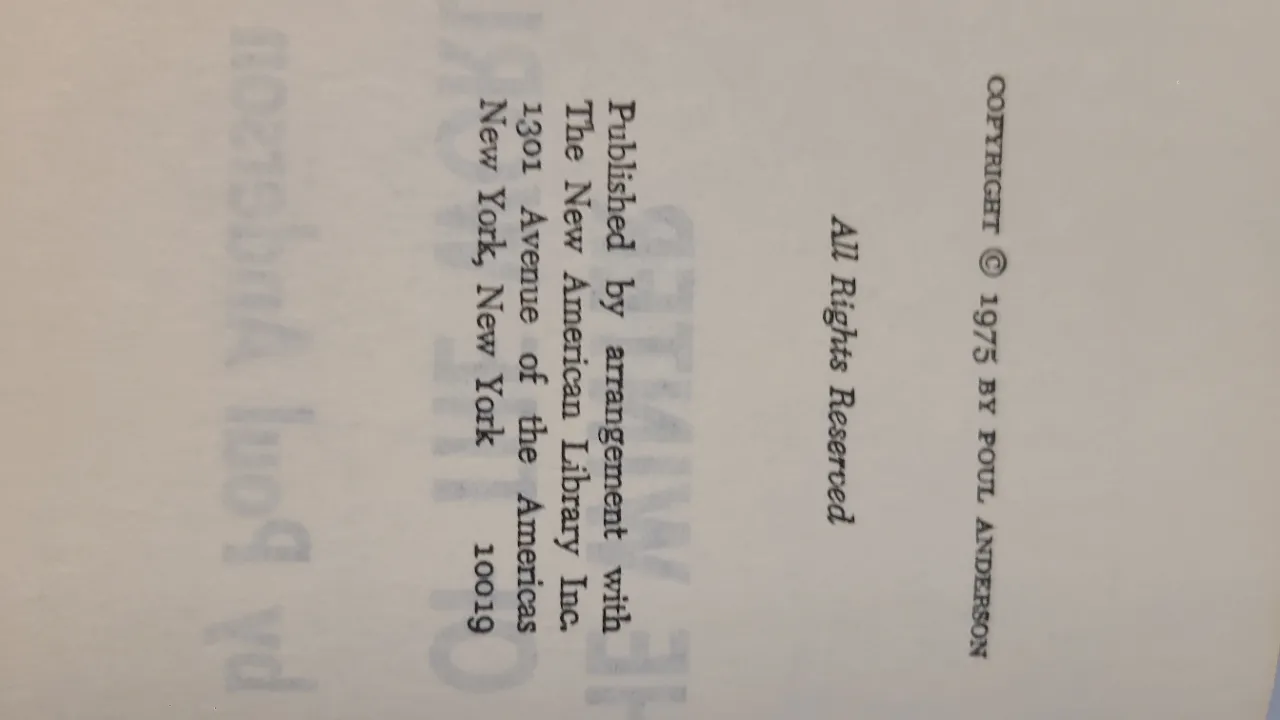 COPYRIGHT © 1975 BY POUL ANDERSON
All Rights Reserved
Published by arrangement with
The New American Library Inc.
1301 Avenue of the Americas
New York, New York 10019